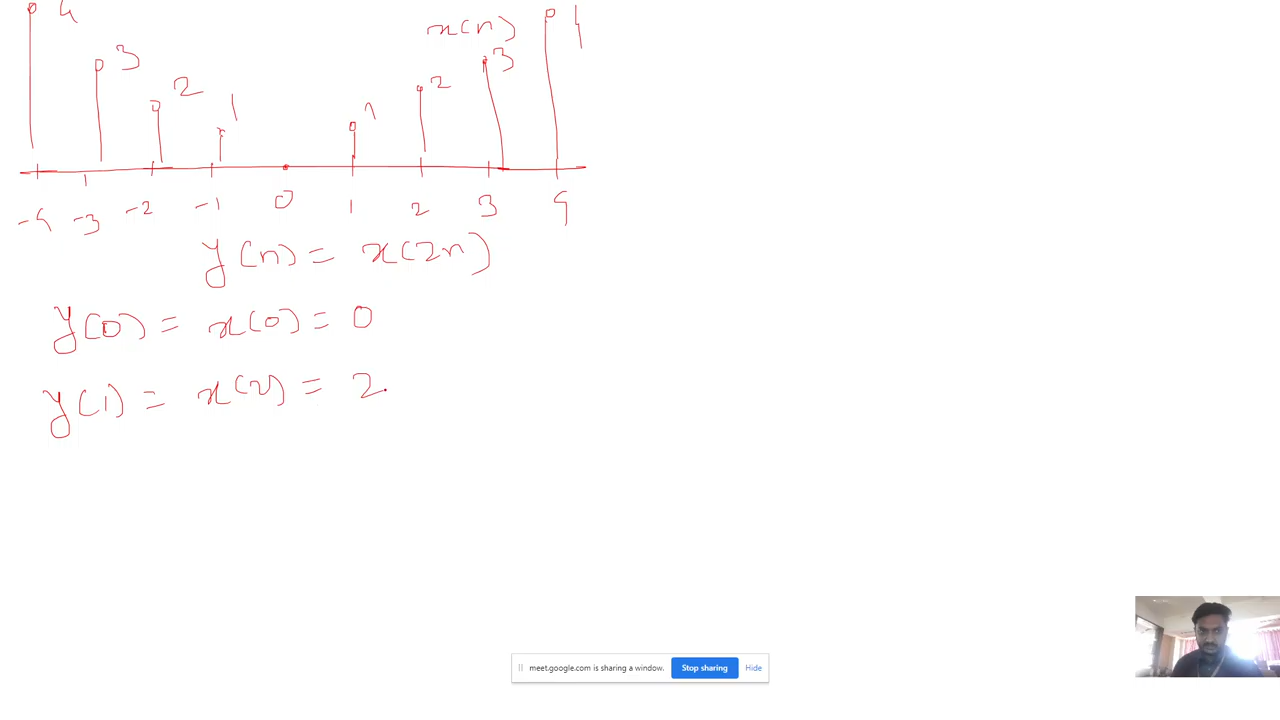 4 3 2 1 1 2 3 4
x(n)
-4 -3 -2 -1 0 1 2 3 4
y(n) = x(2n)
y(0) = x(0) = 0
y(1) = x(2) = 2
meet.google.com is sharing a window. Stop sharing Hide